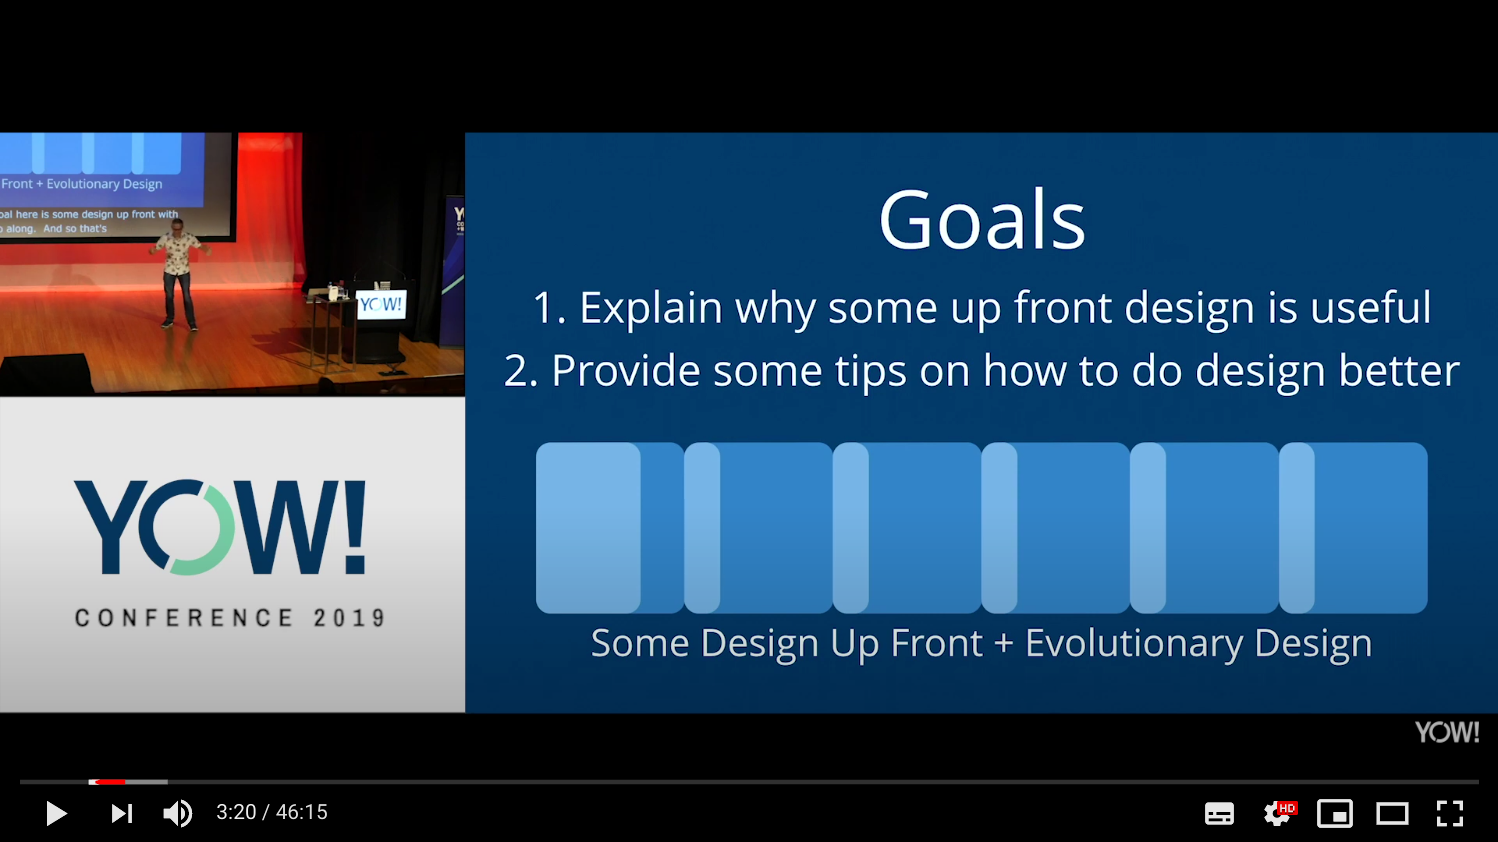 Front + Evolutionary Design
oal here is some design up front with
o along. And so that's
YOW!
YOW!
CONFERENCE 2019
Goals
1. Explain why some up front design is useful
2. Provide some tips on how to do design better
Some Design Up Front + Evolutionary Design
YOW!
3:20 / 46:15
HD